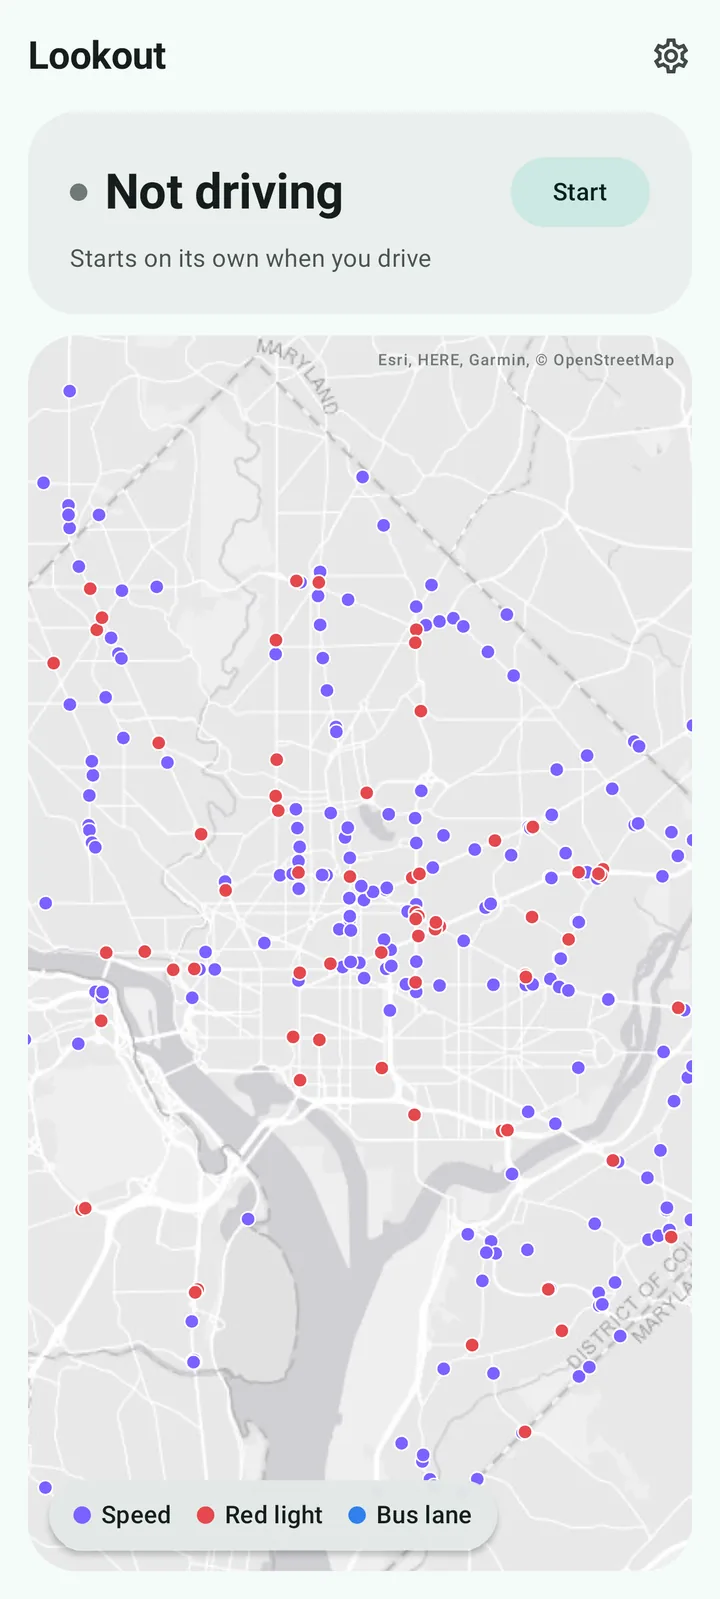 Lookout
Not driving
Start
Starts on its own when you drive
Esri, HERE, Garmin, © OpenStreetMap
MARYLAND
DISTRICT OF COL
MARYLA
Speed
Red light
Bus lane